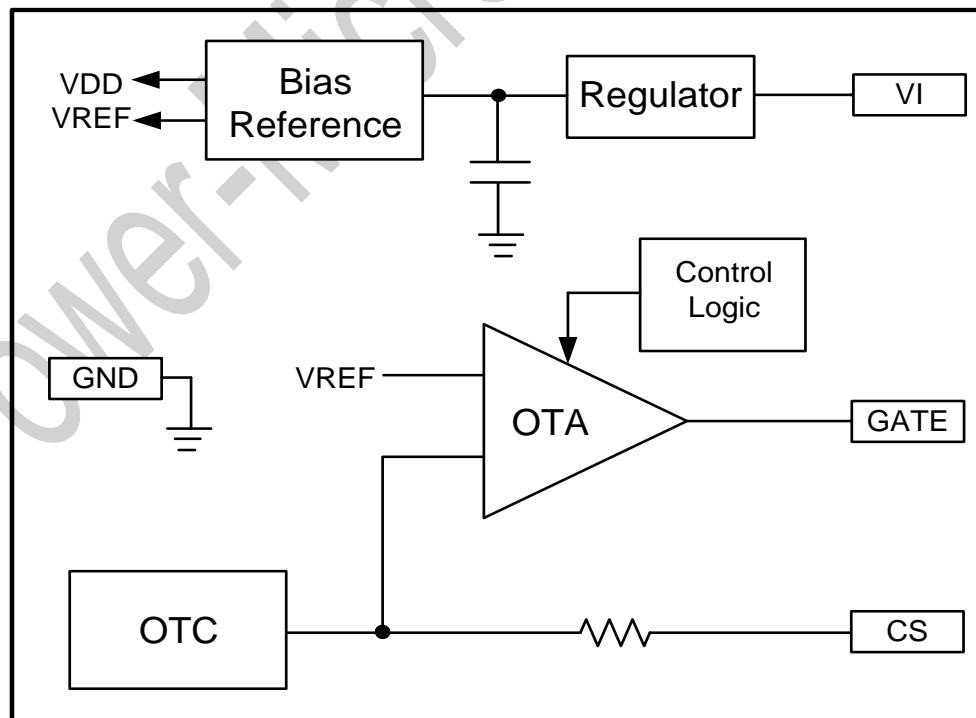 VDD
VREF
Bias
Reference
Regulator
VI
Control
Logic
GND
VREF
OTA
GATE
OTC
CS